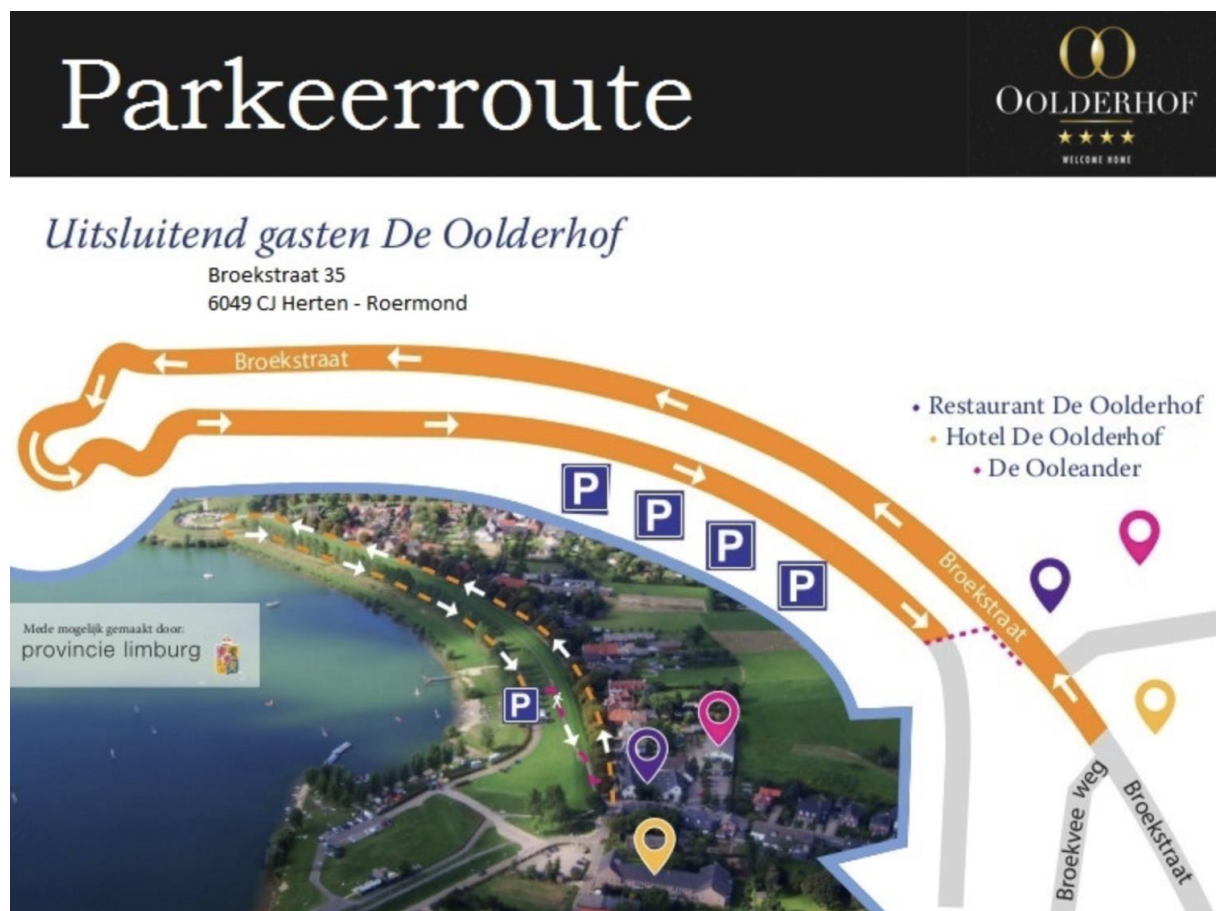 Parkeerroute
OOLDERHOF
WELCOME HOME
Uitsluitend gasten De Oolderhof
Broekstraat 35
6049 CJ Herten - Roermond
Broekstraat
• Restaurant De Oolderhof
• Hotel De Oolderhof
• De Ooleander
P
P
P
P
Broekstraat
Mede mogelijk gemaakt door:
provincie limburg
P
Broekvee weg
Broekstraat